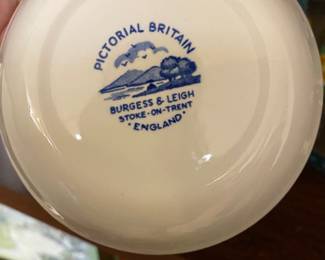 PICTORIAL BRITAIN
BURGESS & LEIGH
STOKE-ON-TRENT
· ENGLAND ·